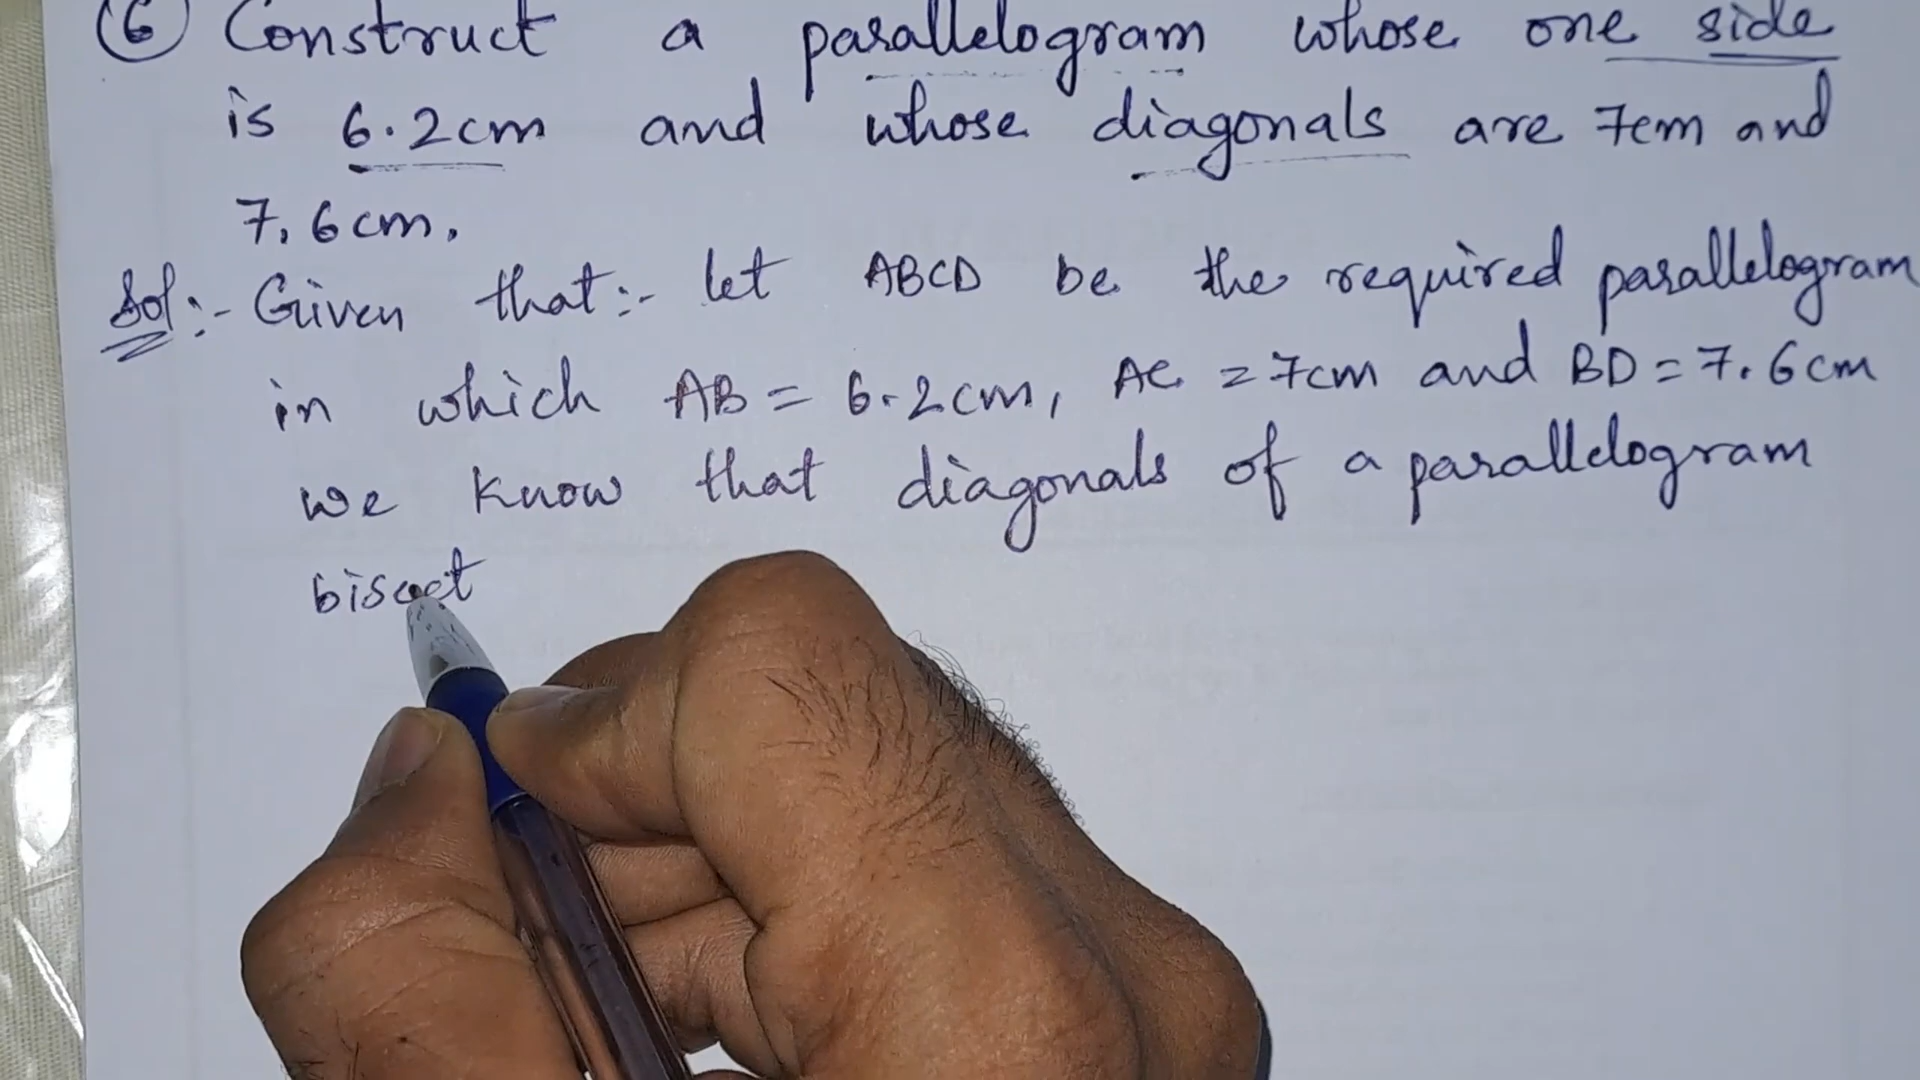 6 Construct a parallelogram whose one side
is 6.2cm and whose diagonals are 7cm and
7.6cm.
Sol:- Given that:- let ABCD be the required parallelogram
in which AB = 6.2cm, AC = 7cm and BD = 7.6cm
we know that diagonals of a parallelogram
bisect